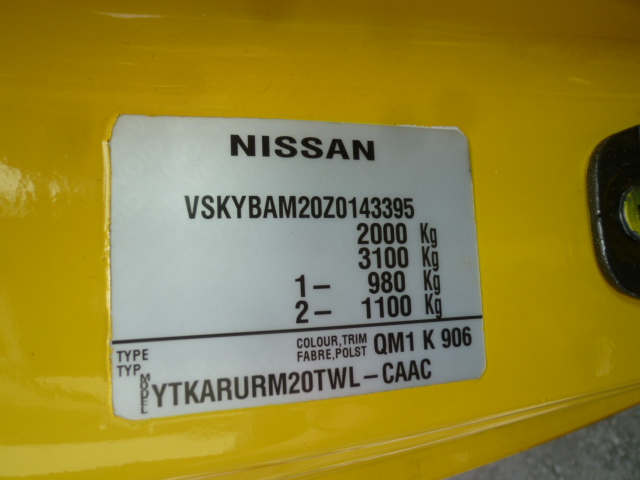 NISSAN
VSKYBAM20Z0143395
2000 Kg
3100 Kg
1– 980 Kg
2– 1100 Kg
TYPE COLOUR,TRIM QM1 K 906
TYP. FABRE,POLST
MODEL YTKARURM20TWL–CAAC